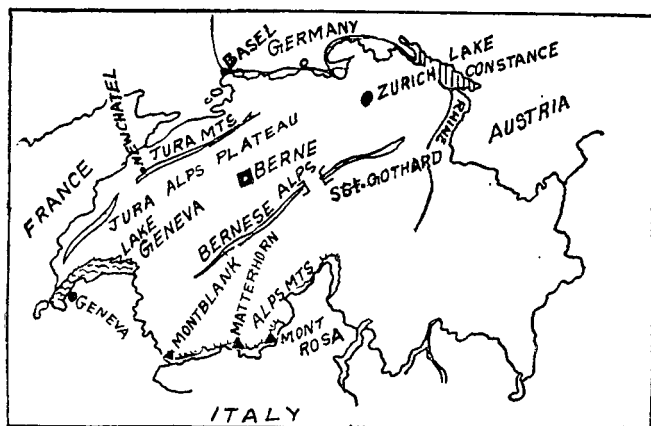 BASEL
GERMANY
LAKE
CONSTANCE
ZURICH
RHINE
AUSTRIA
NEWCHATEL
JURA MTS
FRANCE
JURA ALPS PLATEAU
BERNE
BERNESE ALPS
St. GOTHARD
LAKE
GENEVA
GENEVA
MONTBLANK
MATTERHORN
ALPS MTS
MONT
ROSA
ITALY